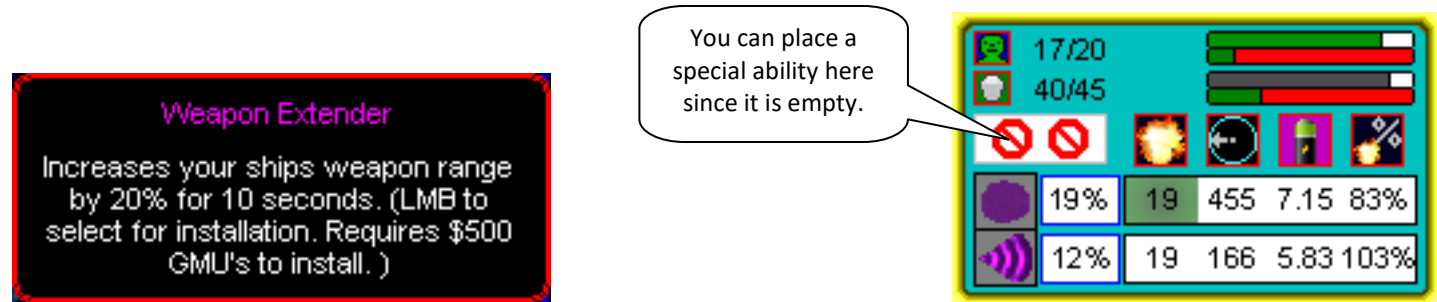 Weapon Extender
Increases your ships weapon range
by 20% for 10 seconds. (LMB to
select for installation. Requires $500
GMU's to install. )
You can place a
special ability here
since it is empty.
17/20
40/45
%
19% 19 455 7.15 83%
12% 19 166 5.83 103%